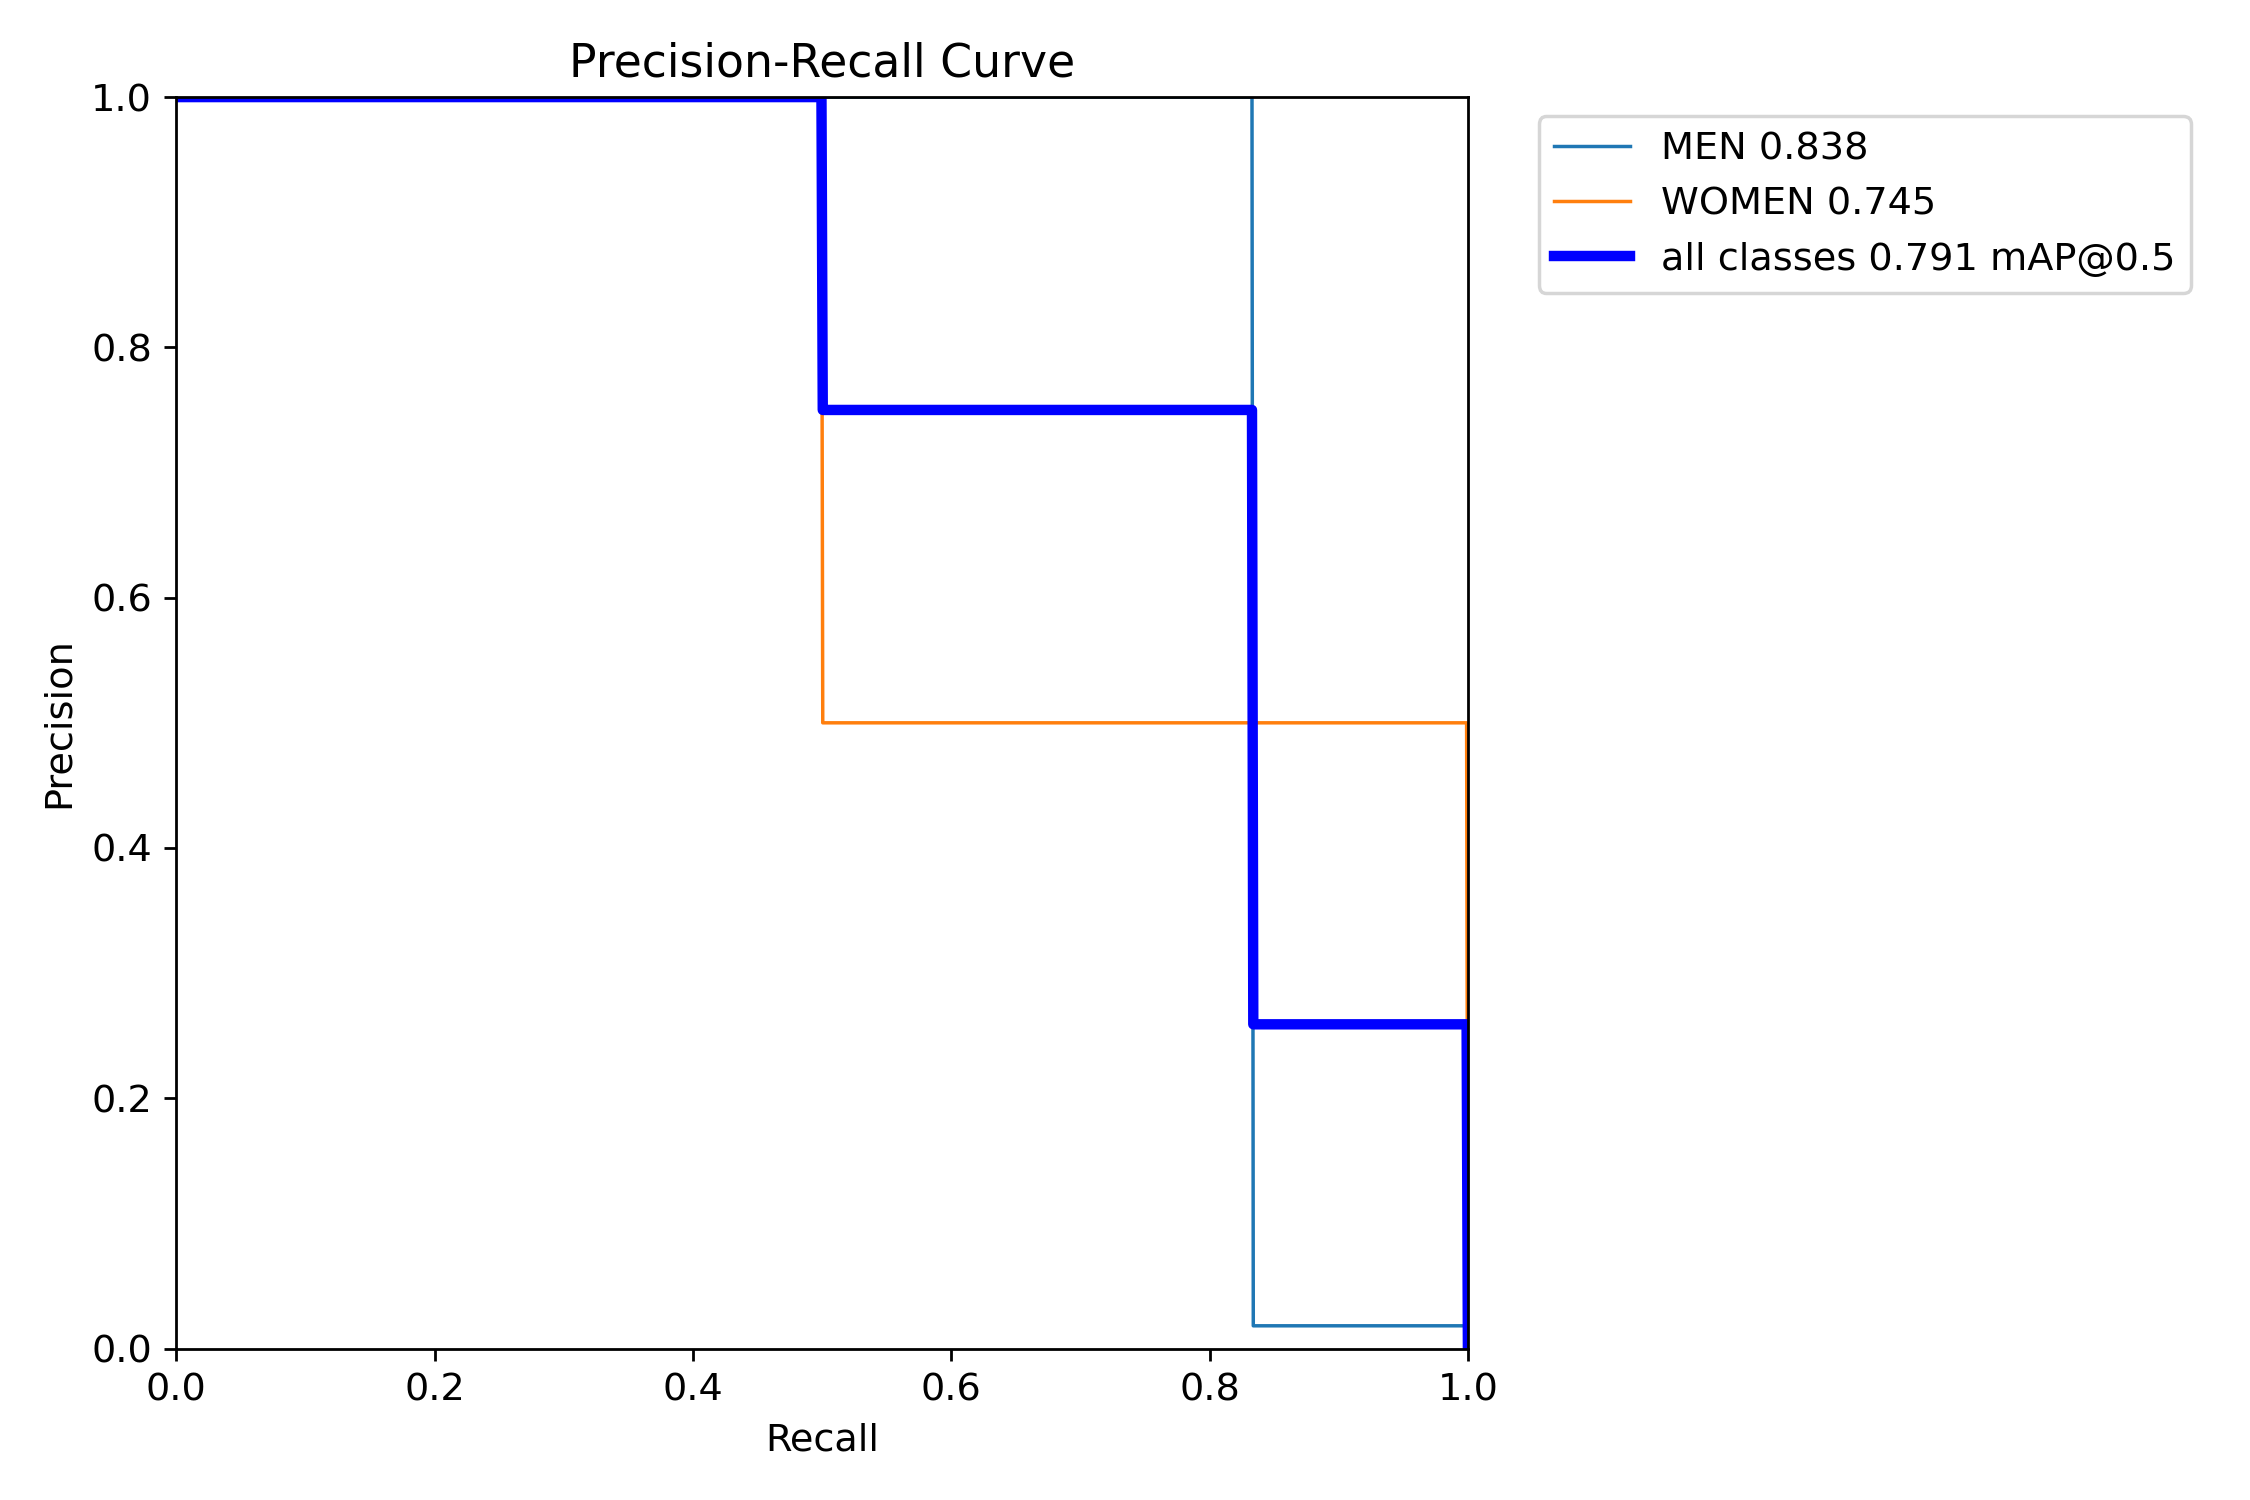 Precision-Recall Curve
MEN 0.838
WOMEN 0.745
all classes 0.791 mAP@0.5
Precision
1.0
0.8
0.6
0.4
0.2
0.0
0.0 0.2 0.4 0.6 0.8 1.0
Recall